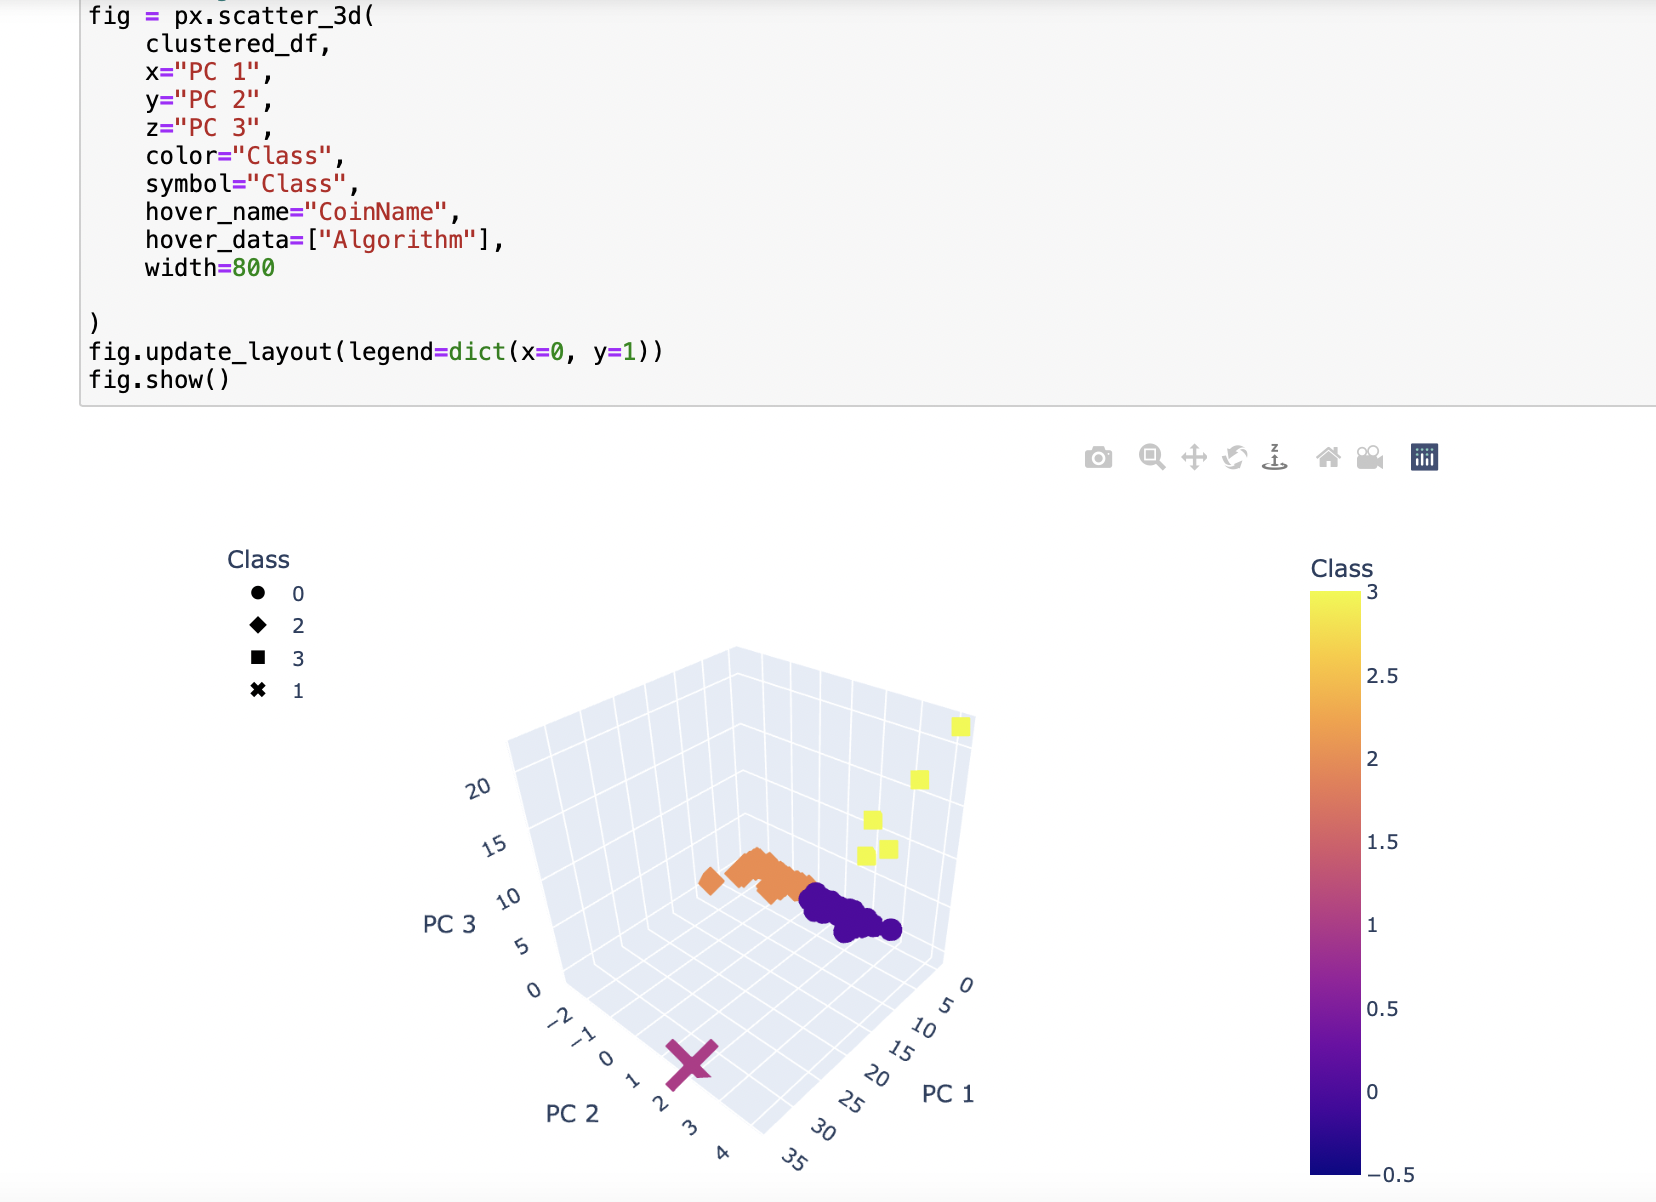 fig = px.scatter_3d(
    clustered_df,
    x="PC 1",
    y="PC 2",
    z="PC 3",
    color="Class",
    symbol="Class",
    hover_name="CoinName",
    hover_data=["Algorithm"],
    width=800
)
fig.update_layout(legend=dict(x=0, y=1))
fig.show()
z
Class
0
2
3
1
Class
3
2.5
2
1.5
1
0.5
0
−0.5
20
15
10
5
0
PC 3
−2
−1
0
1
2
3
4
PC 2
0
5
10
15
20
25
30
35
PC 1